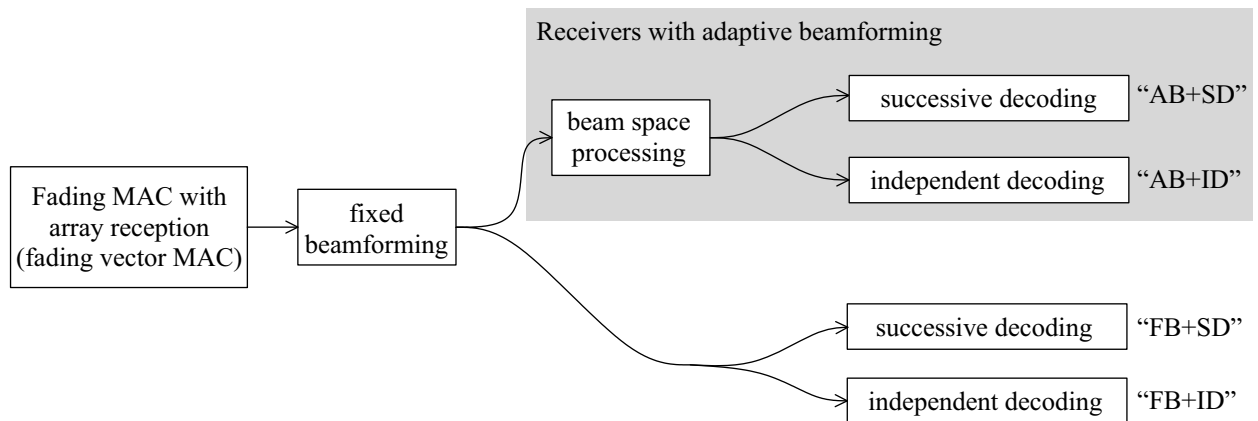 Receivers with adaptive beamforming
successive decoding “AB+SD”
beam space
processing
independent decoding “AB+ID”
Fading MAC with
array reception
(fading vector MAC)
fixed
beamforming
successive decoding “FB+SD”
independent decoding “FB+ID”